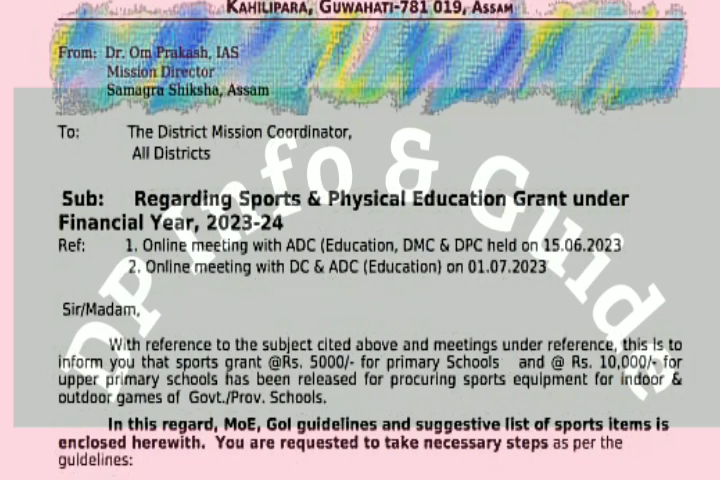 KAHILIPARA, GUWAHATI-781 019, ASSAM
From: Dr. Om Prakash, IAS
Mission Director
Samagra Shiksha, Assam
To: The District Mission Coordinator,
All Districts
Sub: Regarding Sports & Physical Education Grant under
Financial Year, 2023-24
Ref: 1. Online meeting with ADC (Education, DMC & DPC held on 15.06.2023
2. Online meeting with DC & ADC (Education) on 01.07.2023
Sir/Madam,
With reference to the subject cited above and meetings under reference, this is to
inform you that sports grant @Rs. 5000/- for primary Schools and @ Rs. 10,000/- for
upper primary schools has been released for procuring sports equipment for indoor &
outdoor games of Govt./Prov. Schools.
In this regard, MoE, GoI guidelines and suggestive list of sports items is
enclosed herewith. You are requested to take necessary steps as per the
guidelines:
DP Info & Guide